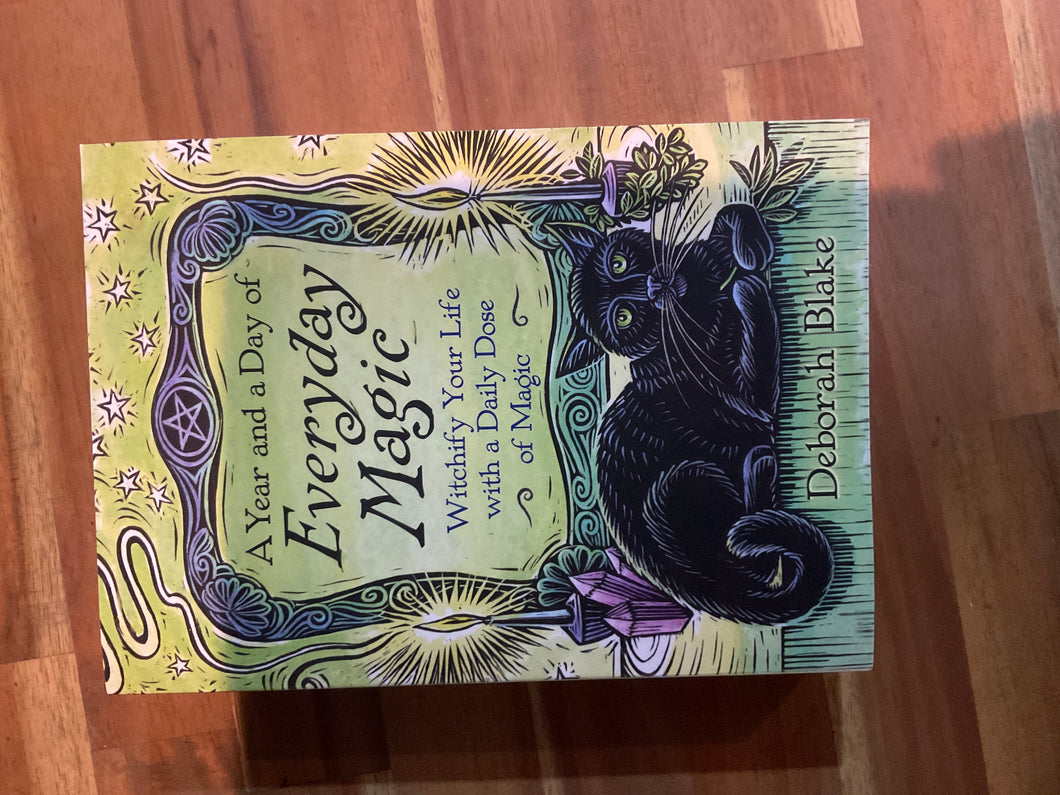 A Year and a Day of
Everyday
Magic
Witchify Your Life
with a Daily Dose
of Magic
Deborah Blake